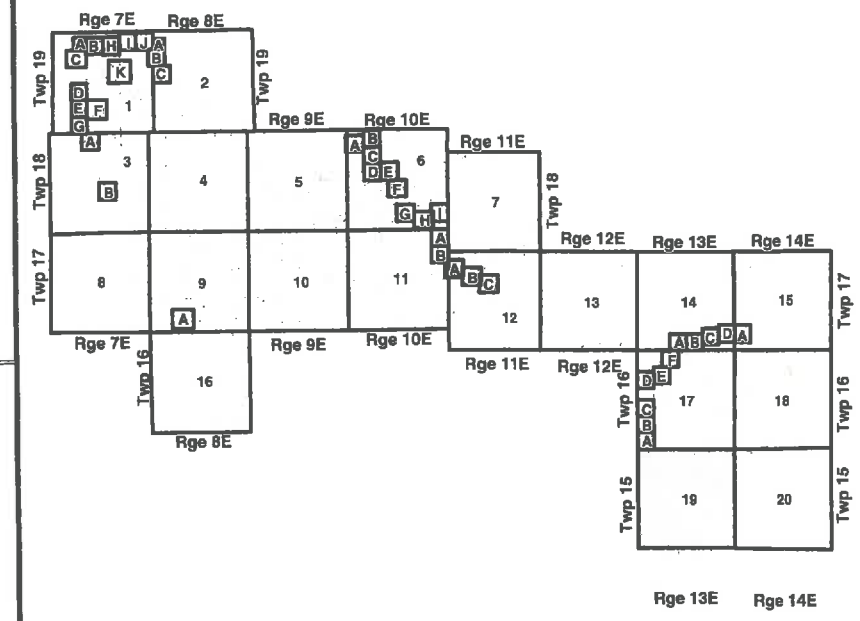 Rge 7E Rge 8E
Twp 19
A B H I J A
C B
K C
2
Twp 19
D
E F 1
G
Rge 9E Rge 10E
A
Twp 18
3 4 5 6
A B
C
D E
F
B
G H I
Rge 11E
7
Twp 18
Twp 17
8 9 10 11
A
B
A B C
A
12
Rge 12E Rge 13E Rge 14E
13 14 15
Twp 17
A B C D A
Rge 7E Rge 9E Rge 10E
Rge 11E Rge 12E
Twp 16
16
Rge 8E
Twp 16
F
D E
C
B
A
17 18
Twp 16
Twp 15
19 20
Twp 15
Rge 13E Rge 14E